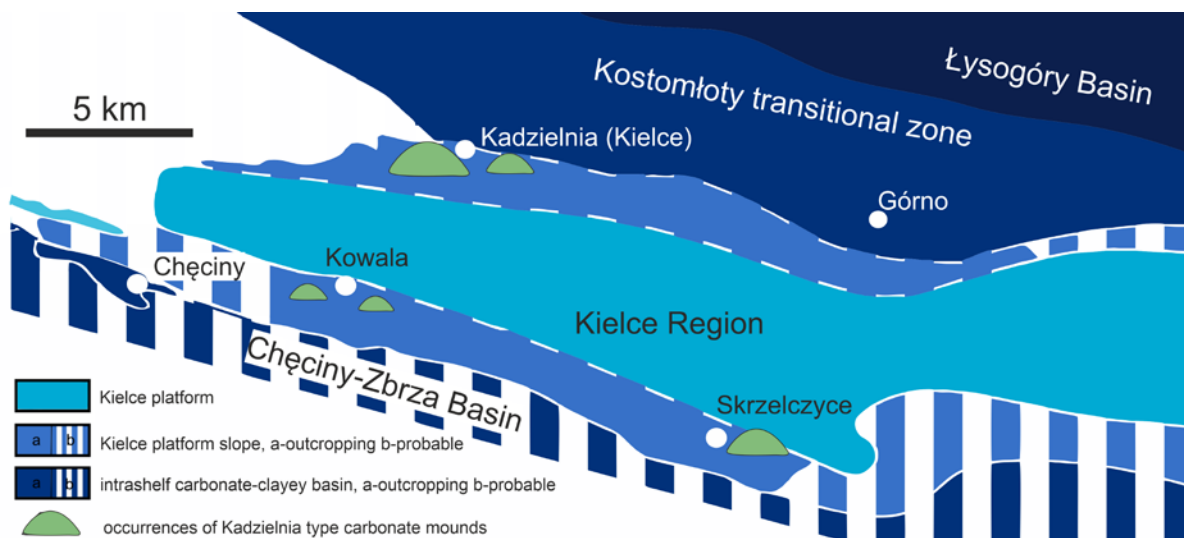 Łysogóry Basin
Kostomłoty transitional zone
5 km
Kadzielnia (Kielce)
Górno
Chęciny
Kowala
Kielce Region
Chęciny-Zbrza Basin
Skrzelczyce
Kielce platform
a b
Kielce platform slope, a-outcropping b-probable
a b
intrashelf carbonate-clayey basin, a-outcropping b-probable
occurrences of Kadzielnia type carbonate mounds